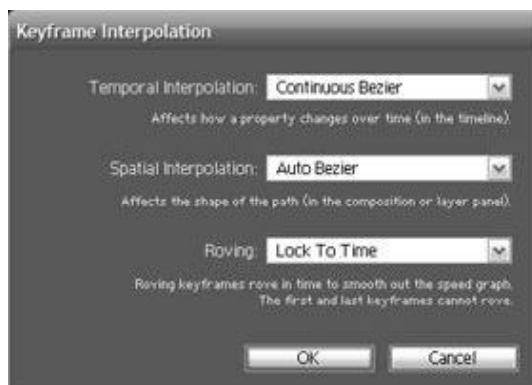 Keyframe Interpolation
Temporal Interpolation: Continuous Bezier
Affects how a property changes over time (in the timeline).
Spatial Interpolation: Auto Bezier
Affects the shape of the path (in the composition or layer panel).
Roving: Lock To Time
Roving keyframes rove in time to smooth out the speed graph.
The first and last keyframes cannot rove.
OK Cancel